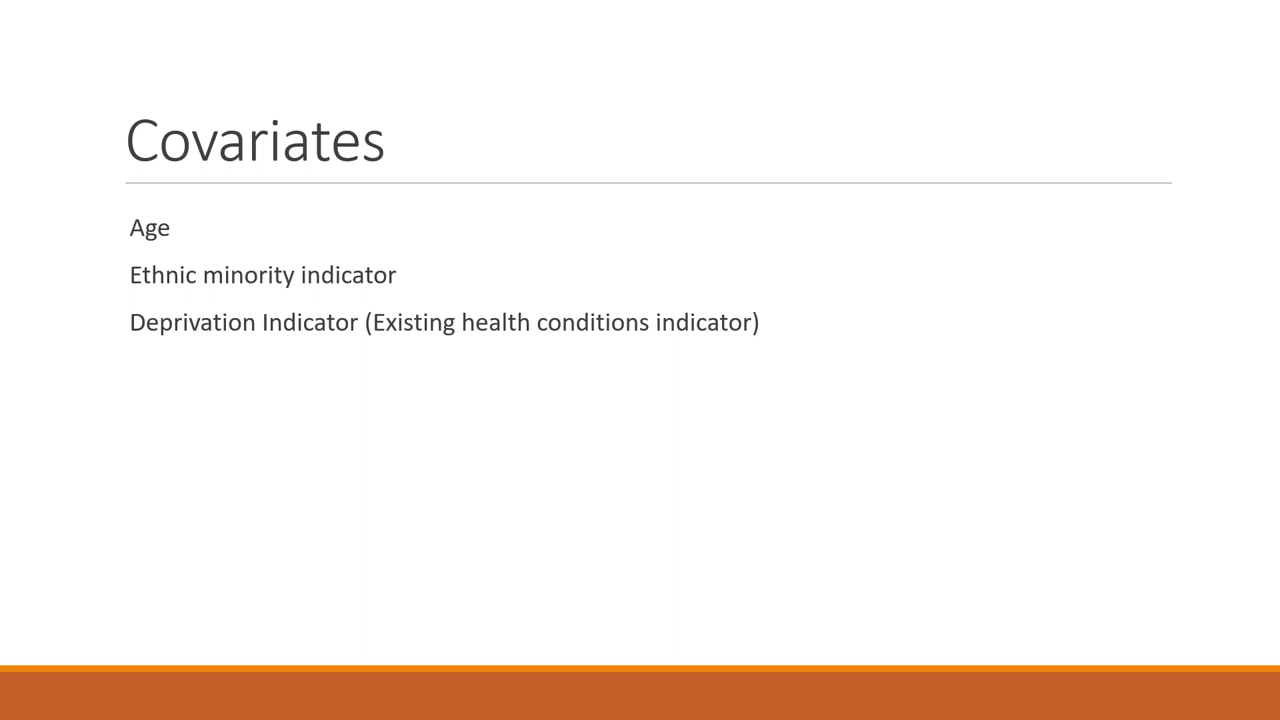 Covariates
Age
Ethnic minority indicator
Deprivation Indicator (Existing health conditions indicator)